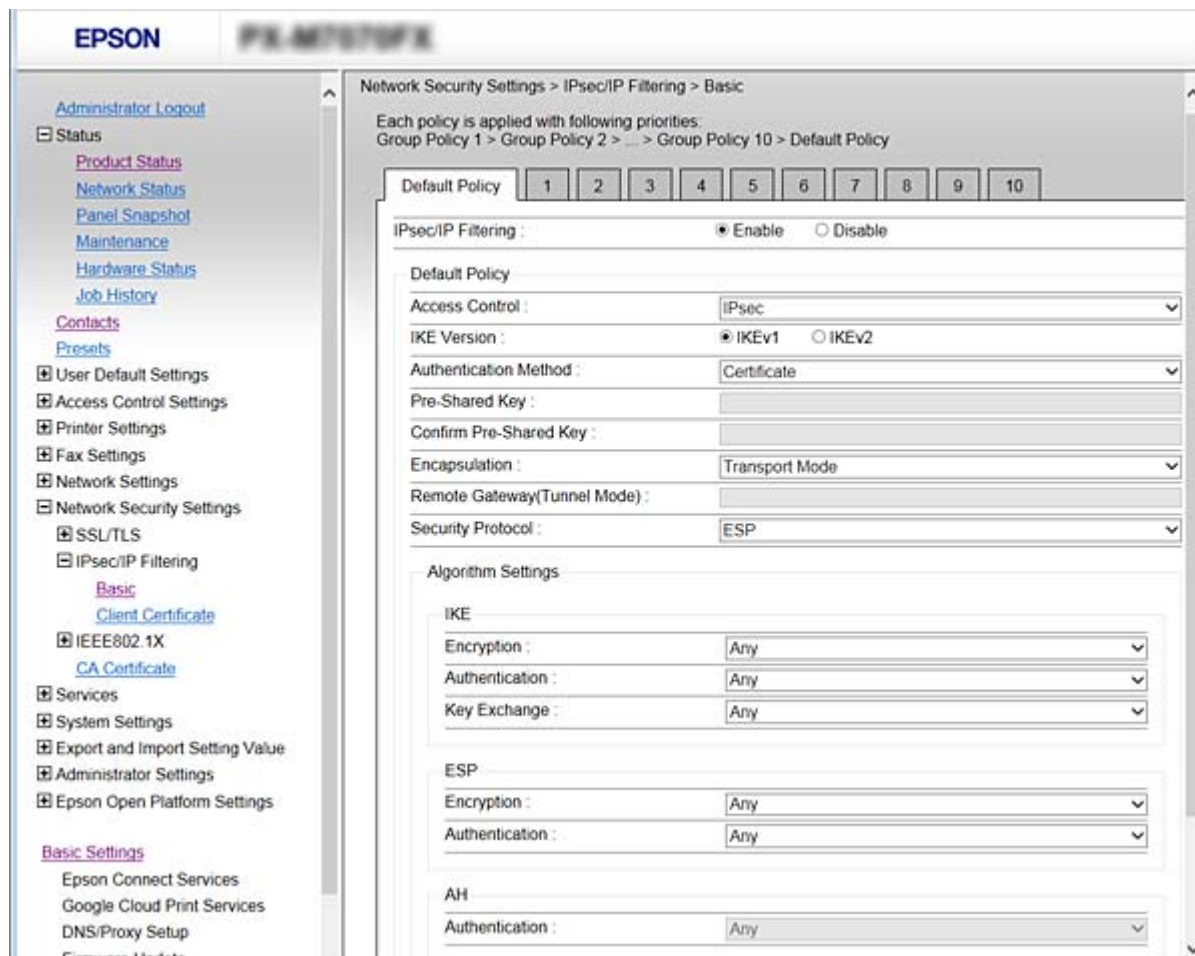 EPSON
Administrator Logout
Status
Product Status
Network Status
Panel Snapshot
Maintenance
Hardware Status
Job History
Contacts
Presets
User Default Settings
Access Control Settings
Printer Settings
Fax Settings
Network Settings
Network Security Settings
SSL/TLS
IPsec/IP Filtering
Basic
Client Certificate
IEEE802.1X
CA Certificate
Services
System Settings
Export and Import Setting Value
Administrator Settings
Epson Open Platform Settings
Basic Settings
Epson Connect Services
Google Cloud Print Services
DNS/Proxy Setup
Network Security Settings > IPsec/IP Filtering > Basic
Each policy is applied with following priorities:
Group Policy 1 > Group Policy 2 > ... > Group Policy 10 > Default Policy
Default Policy 1 2 3 4 5 6 7 8 9 10
IPsec/IP Filtering : Enable Disable
Default Policy
Access Control : IPsec
IKE Version : IKEv1 IKEv2
Authentication Method : Certificate
Pre-Shared Key :
Confirm Pre-Shared Key :
Encapsulation : Transport Mode
Remote Gateway(Tunnel Mode) :
Security Protocol : ESP
Algorithm Settings
IKE
Encryption : Any
Authentication : Any
Key Exchange : Any
ESP
Encryption : Any
Authentication : Any
AH
Authentication : Any